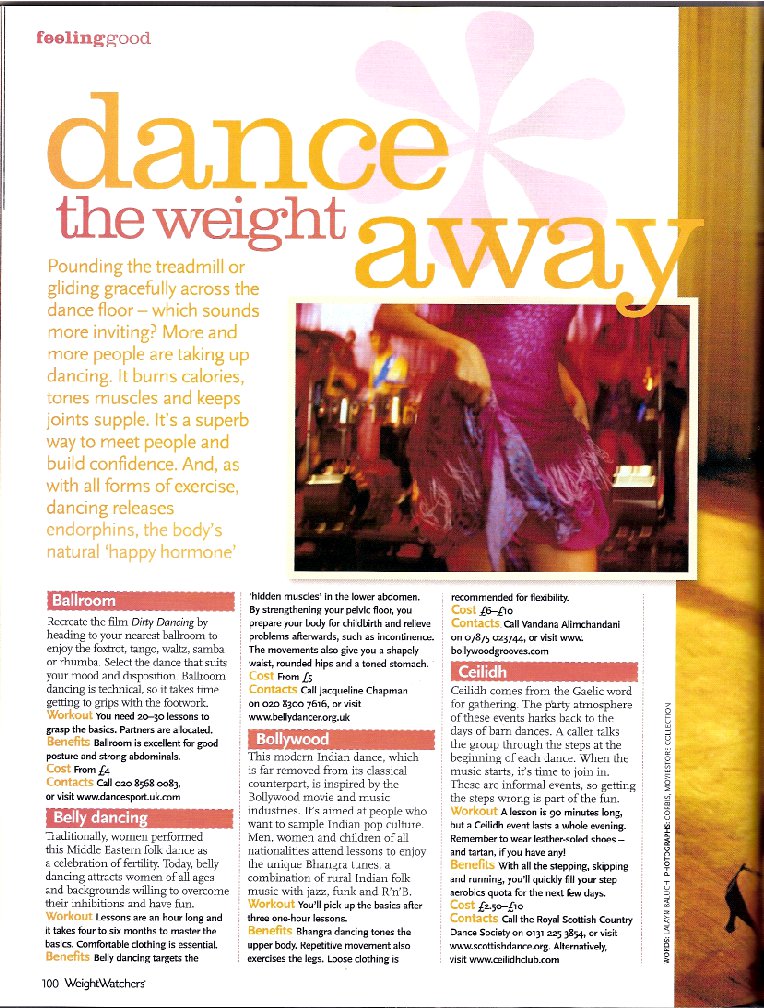 feelinggood
dance
the weight
away
Pounding the treadmill or
gliding gracefully across the
dance floor – which sounds
more inviting? More and
more people are taking up
dancing. It burns calories,
tones muscles and keeps
joints supple. It's a superb
way to meet people and
build confidence. And, as
with all forms of exercise,
dancing releases
endorphins, the body's
natural 'happy hormone'
Ballroom
Recreate the film Dirty Dancing by
heading to your nearest ballroom to
enjoy the foxtrot, tango, waltz, samba
or rhumba. Select the dance that suits
your mood and disposition. Ballroom
dancing is technical, so it takes time
getting to grips with the footwork.
Workout You need 20–30 lessons to
grasp the basics. Partners are allocated.
Benefits Ballroom is excellent for good
posture and strong abdominals.
Cost From £4
Contacts Call 020 8568 0083,
or visit www.dancesport.uk.com
Belly dancing
Traditionally, women performed
this Middle Eastern folk dance as
a celebration of fertility. Today, belly
dancing attracts women of all ages
and backgrounds willing to overcome
their inhibitions and have fun.
Workout Lessons are an hour long and
it takes four to six months to master the
basics. Comfortable clothing is essential.
Benefits Belly dancing targets the
'hidden muscles' in the lower abdomen.
By strengthening your pelvic floor, you
prepare your body for childbirth and relieve
problems afterwards, such as incontinence.
The movements also give you a shapely
waist, rounded hips and a toned stomach.
Cost From £5
Contacts Call Jacqueline Chapman
on 020 8300 7616, or visit
www.bellydancer.org.uk
Bollywood
This modern Indian dance, which
is far removed from its classical
counterpart, is inspired by the
Bollywood movie and music
industries. It's aimed at people who
want to sample Indian pop culture.
Men, women and children of all
nationalities attend lessons to enjoy
the unique Bhangra tunes, a
combination of rural Indian folk
music with jazz, funk and R'n'B.
Workout You'll pick up the basics after
three one-hour lessons.
Benefits Bhangra dancing tones the
upper body. Repetitive movement also
exercises the legs. Loose clothing is
recommended for flexibility.
Cost £6–£10
Contacts Call Vandana Alimchandani
on or visit www.
bollywoodgrooves.com
Ceilidh
Ceilidh comes from the Gaelic word
for gathering. The party atmosphere
of these events harks back to the
days of barn dances. A caller talks
the group through the steps at the
beginning of each dance. When the
music starts, it's time to join in.
These are informal events, so getting
the steps wrong is part of the fun.
Workout A lesson is 90 minutes long,
but a Ceilidh event lasts a whole evening.
Remember to wear leather-soled shoes –
and tartan, if you have any!
Benefits With all the stepping, skipping
and running, you'll quickly fill your step
aerobics quota for the next few days.
Cost £2.50–£10
Contacts Call the Royal Scottish Country
Dance Society on 0131 225 3854, or visit
www.scottishdance.org. Alternatively,
visit www.ceilidhclub.com
WORDS: LALAYN BALUCH PHOTOGRAPHS: CORBIS, MOVIESTORE COLLECTION
100 WeightWatchers